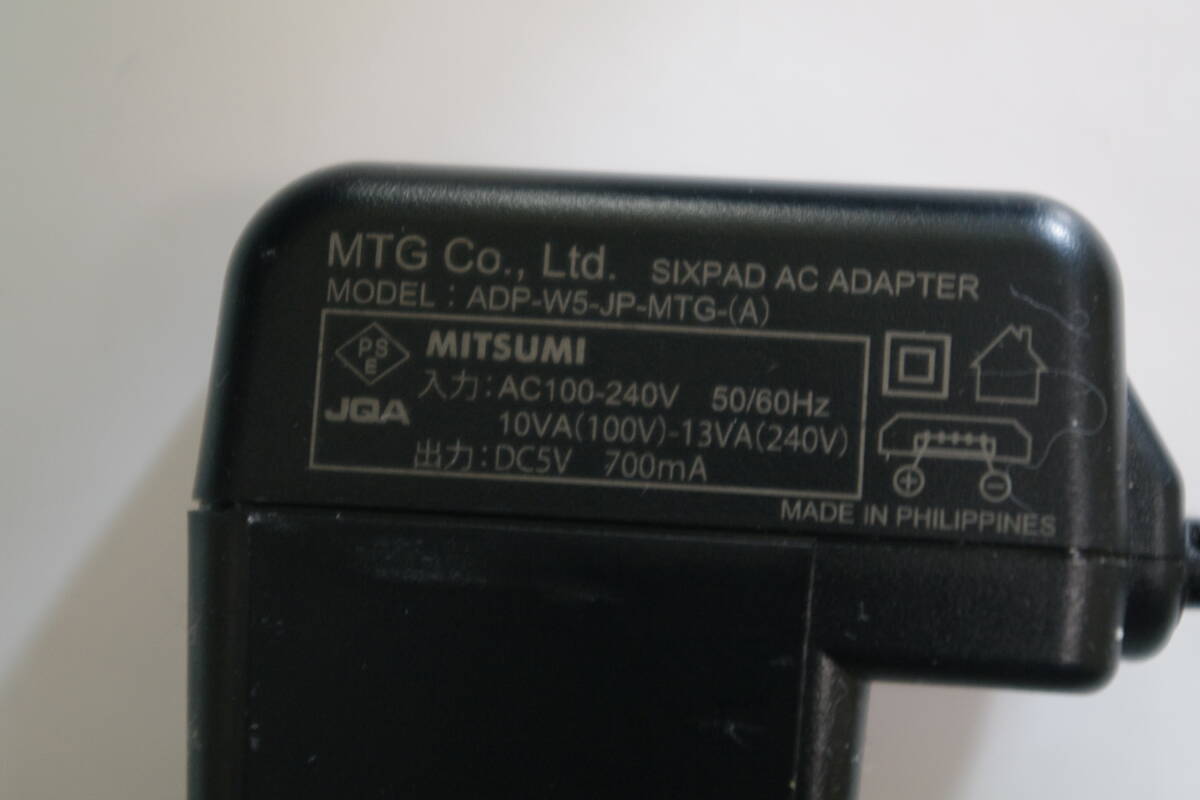 MTG Co., Ltd. SIXPAD AC ADAPTER
MODEL : ADP-W5-JP-MTG-(A)
PSE MITSUMI
JQA 入力: AC100-240V 50/60Hz
10VA(100V)-13VA(240V)
出力: DC5V 700mA
+ −
MADE IN PHILIPPINES